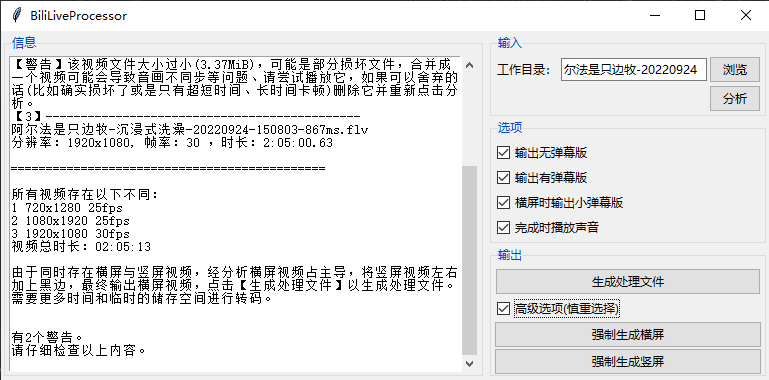 BiliLiveProcessor
信息
【警告】该视频文件大小过小(3.37MiB)，可能是部分损坏文件，合并成
一个视频可能会导致音画不同步等问题、请尝试播放它，如果可以舍弃的
话(比如确实损坏了或是只有超短时间、长时间卡顿)删除它并重新点击分
析。
【3】---------------------------------------------
阿尔法是只边牧-沉浸式洗澡-20220924-150803-867ms.flv
分辨率：1920x1080，帧率：30 ，时长：2:05:00.63
=============================================
所有视频存在以下不同：
1 720x1280 25fps
2 1080x1920 25fps
3 1920x1080 30fps
视频总时长：02:05:13
由于同时存在横屏与竖屏视频，经分析横屏视频占主导，将竖屏视频左右
加上黑边，最终输出横屏视频，点击【生成处理文件】以生成处理文件。
需要更多时间和临时的储存空间进行转码。
有2个警告。
请仔细检查以上内容。
输入
工作目录： 尔法是只边牧-20220924 浏览
分析
选项
输出无弹幕版
输出有弹幕版
横屏时输出小弹幕版
完成时播放声音
输出
生成处理文件
高级选项(慎重选择)
强制生成横屏
强制生成竖屏